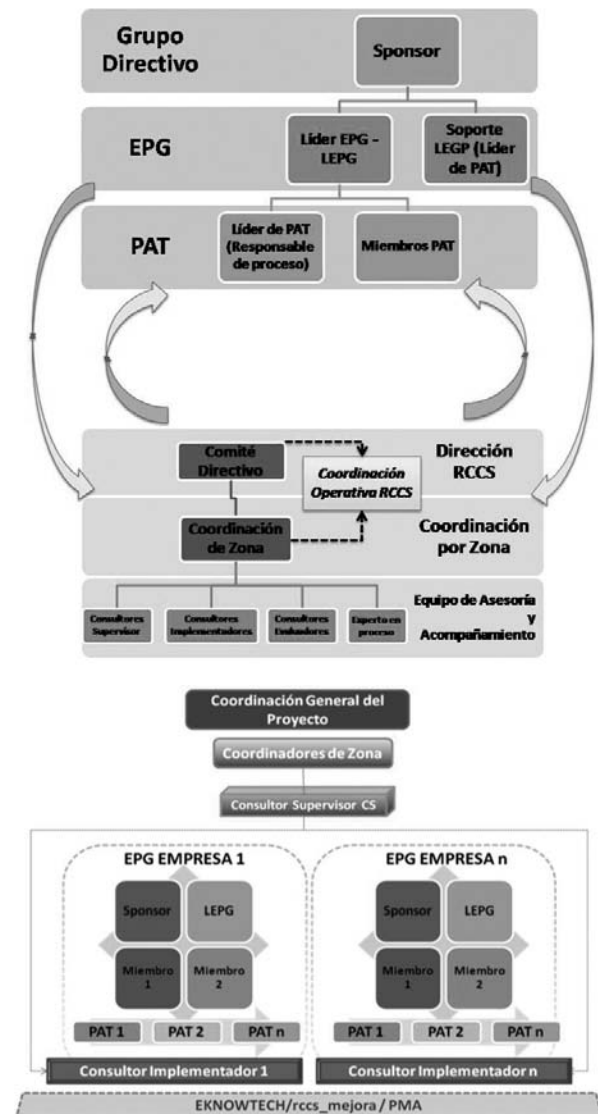 Grupo
Directivo
Sponsor
EPG
Líder EPG –
LEPG
Soporte
LEGP (Líder
de PAT)
PAT
Líder de PAT
(Responsable
de proceso)
Miembros PAT
Comité
Directivo
Coordinación
Operativa RCCS
Dirección
RCCS
Coordinación
de Zona
Coordinación
por Zona
Consultores
Supervisor
Consultores
Implementadores
Consultores
Evaluadores
Experto en
proceso
Equipo de Asesoría
y
Acompañamiento
Coordinación General del
Proyecto
Coordinadores de Zona
Consultor Supervisor CS
EPG EMPRESA 1
Sponsor
LEPG
Miembro
1
Miembro
2
PAT 1
PAT 2
PAT n
Consultor Implementador 1
EPG EMPRESA n
Sponsor
LEPG
Miembro
1
Miembro
2
PAT 1
PAT 2
PAT n
Consultor Implementador n
EKNOWTECH/rccs_mejora / PMA